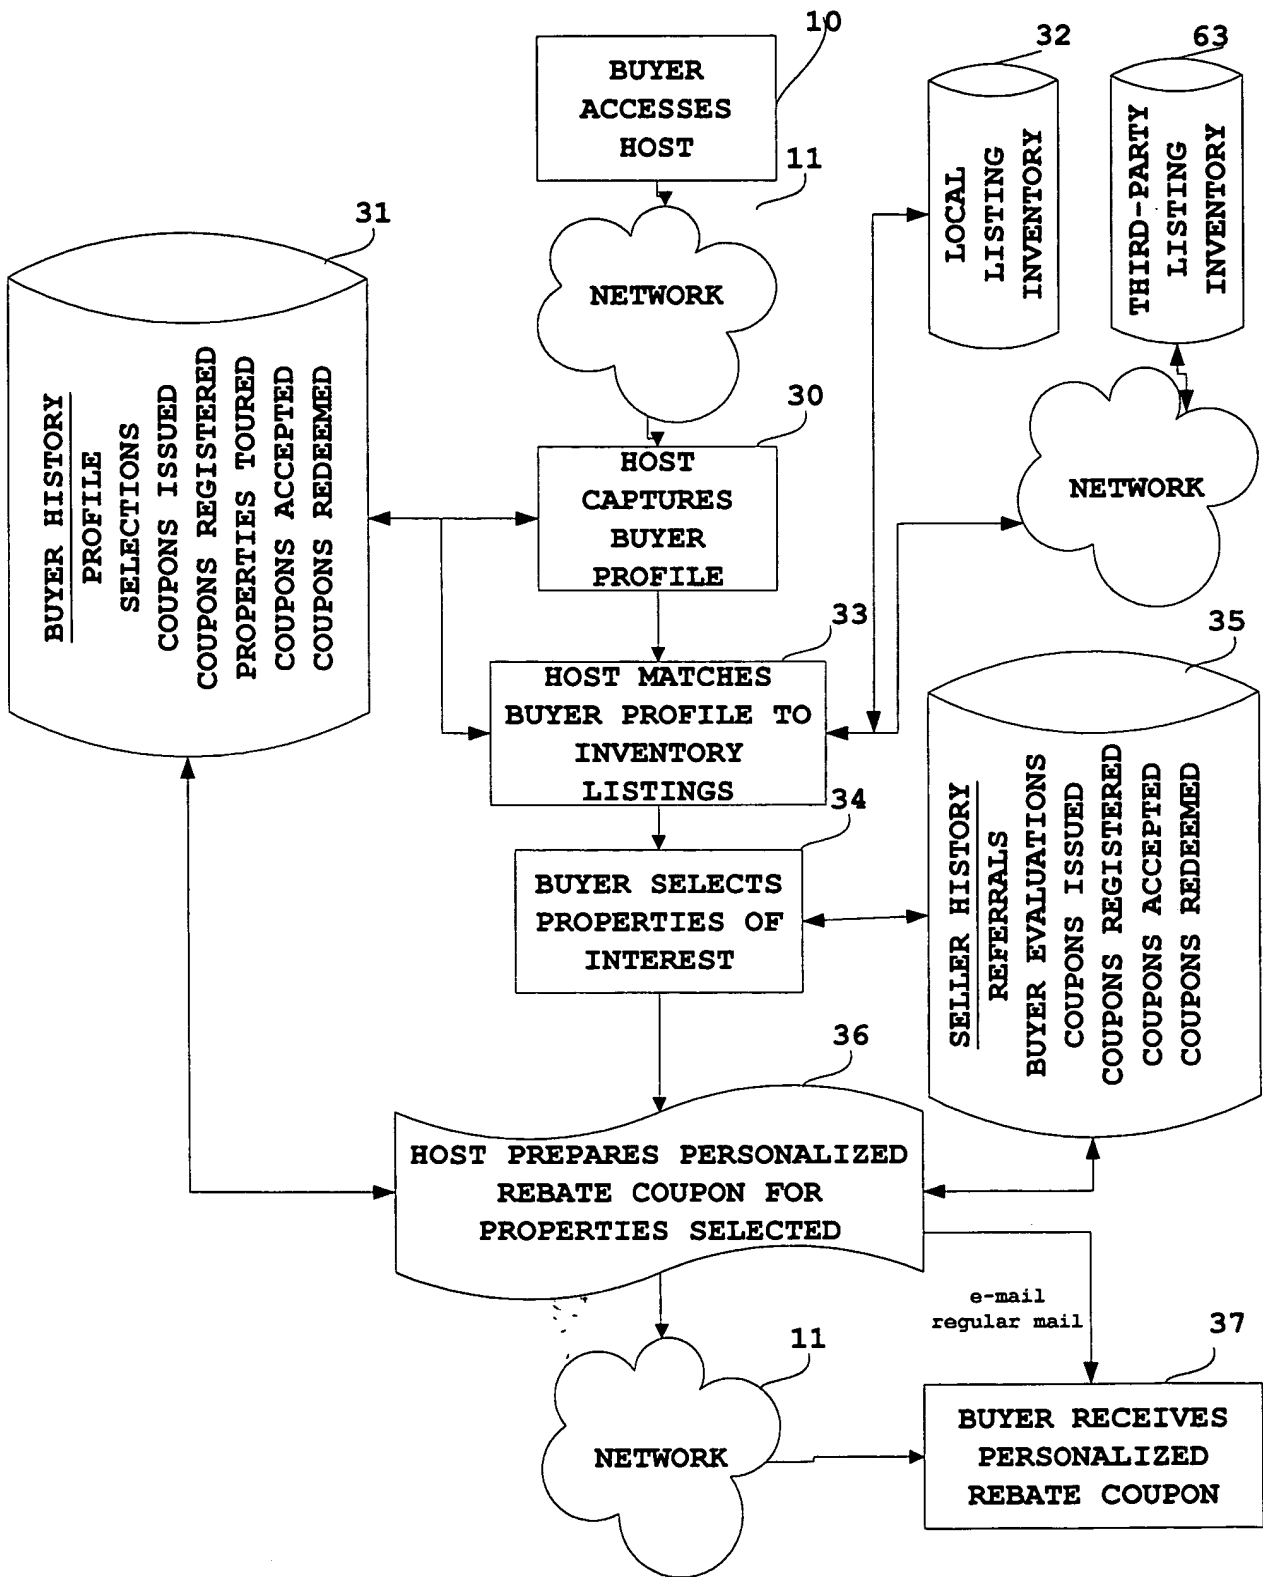 10
BUYER
ACCESSES
HOST
11
NETWORK
32
LOCAL
LISTING
INVENTORY
63
THIRD-PARTY
LISTING
INVENTORY
NETWORK
31
BUYER HISTORY
PROFILE
SELECTIONS
COUPONS ISSUED
COUPONS REGISTERED
PROPERTIES TOURED
COUPONS ACCEPTED
COUPONS REDEEMED
30
HOST
CAPTURES
BUYER
PROFILE
33
HOST MATCHES
BUYER PROFILE TO
INVENTORY
LISTINGS
34
BUYER SELECTS
PROPERTIES OF
INTEREST
35
SELLER HISTORY
REFERRALS
BUYER EVALUATIONS
COUPONS ISSUED
COUPONS REGISTERED
COUPONS ACCEPTED
COUPONS REDEEMED
36
HOST PREPARES PERSONALIZED
REBATE COUPON FOR
PROPERTIES SELECTED
e-mail
regular mail
11
NETWORK
37
BUYER RECEIVES
PERSONALIZED
REBATE COUPON